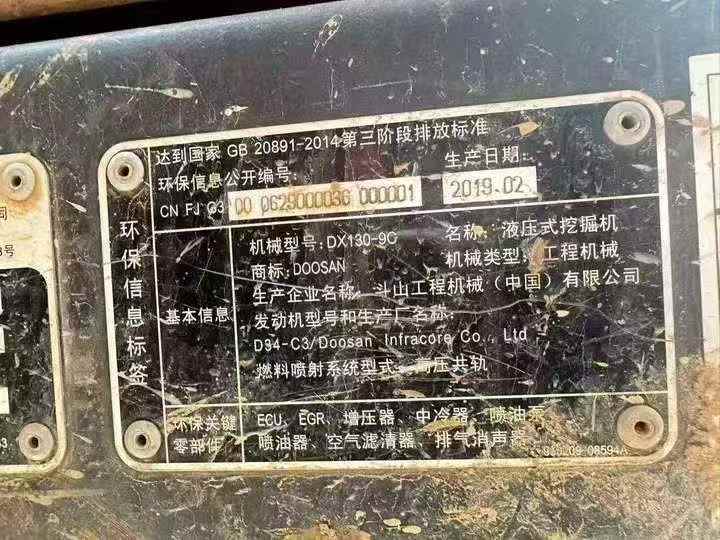 达到国家 GB 20891-2014第三阶段排放标准
环保信息公开编号:
生产日期:
CN FJ G3 00 0629000036 000001
2019.02
环保信息标签
机械型号: DX130-9C
名称: 液压式挖掘机
商标: DOOSAN
机械类型: 工程机械
生产企业名称: 斗山工程机械（中国）有限公司
基本信息
发动机型号和生产厂名称:
D34-C3/Doosan Infracore Co., Ltd
燃料喷射系统型式: 高压共轨
环保关键
零部件
ECU、EGR、增压器、中冷器、喷油泵
喷油器、空气滤清器、排气消声器
司
号